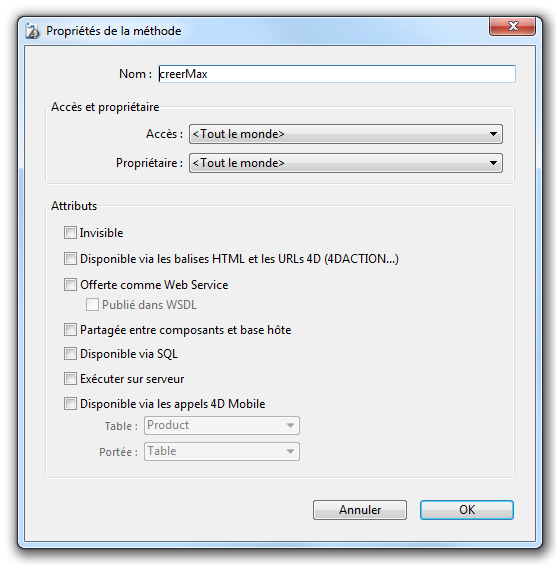 Propriétés de la méthode
Nom : creerMax
Accès et propriétaire
Accès : <Tout le monde>
Propriétaire : <Tout le monde>
Attributs
Invisible
Disponible via les balises HTML et les URLs 4D (4DACTION...)
Offerte comme Web Service
Publié dans WSDL
Partagée entre composants et base hôte
Disponible via SQL
Exécuter sur serveur
Disponible via les appels 4D Mobile
Table : Product
Portée : Table
Annuler OK